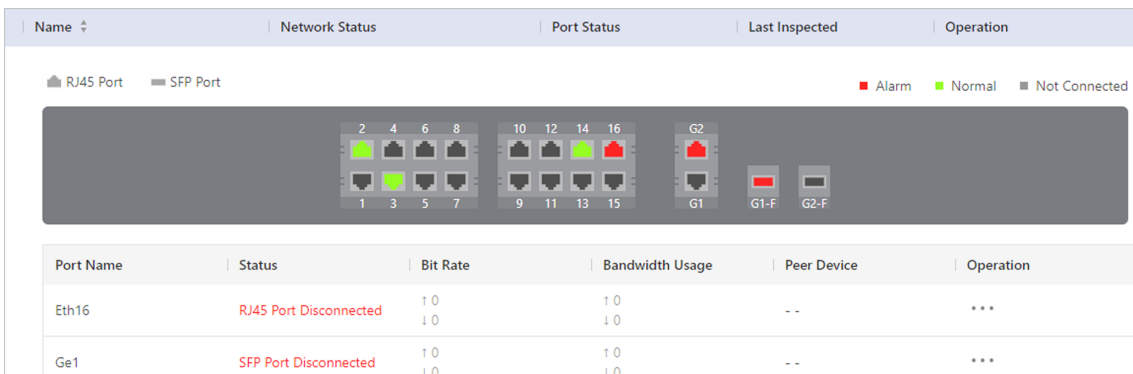 Name Network Status Port Status Last Inspected Operation
RJ45 Port SFP Port Alarm Normal Not Connected
2 4 6 8 10 12 14 16 G2
1 3 5 7 9 11 13 15 G1 G1-F G2-F
Port Name Status Bit Rate Bandwidth Usage Peer Device Operation
Eth16 RJ45 Port Disconnected ↑ 0 ↑ 0 - - •••
↓ 0 ↓ 0
Ge1 SFP Port Disconnected ↑ 0 ↑ 0 - - •••
↓ 0 ↓ 0